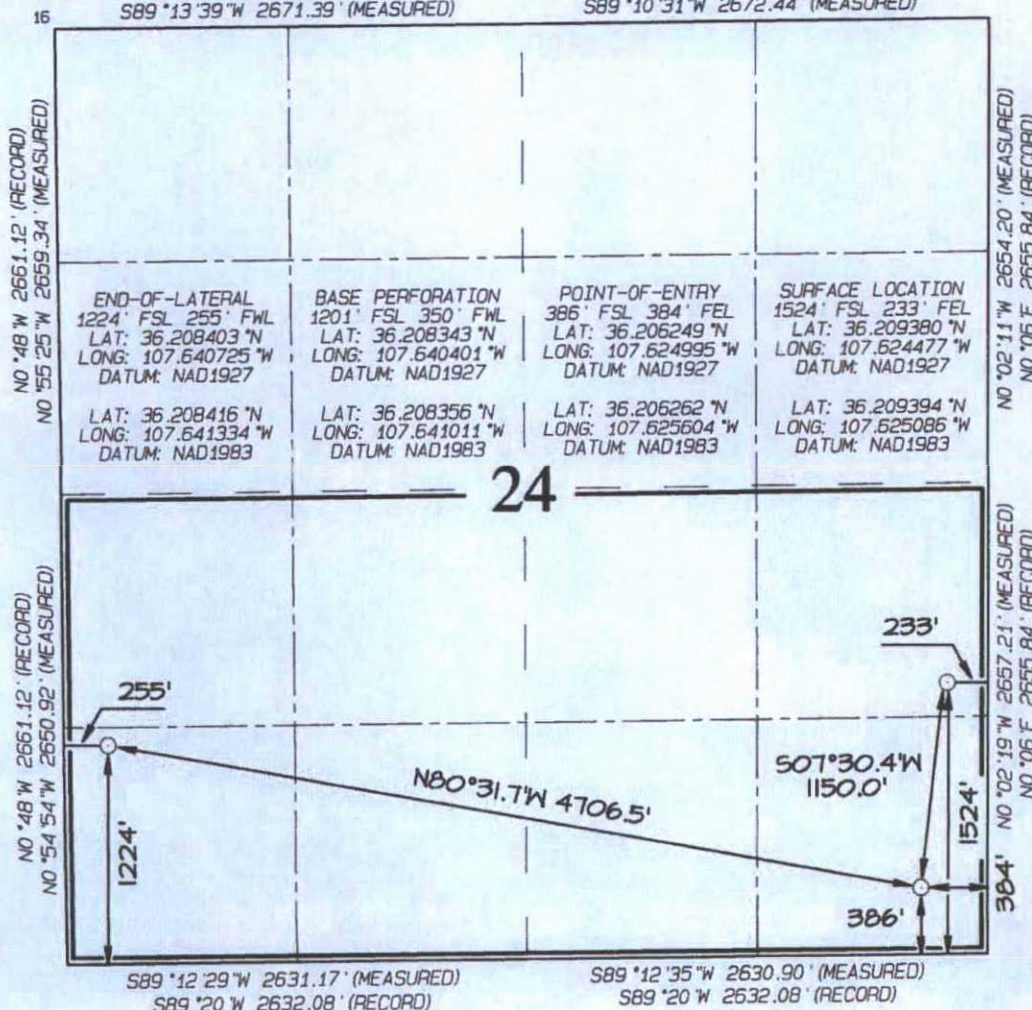 16
S89°13'39"W 2671.39' (MEASURED)
S89°10'31"W 2672.44' (MEASURED)
N0°48'W 2661.12' (RECORD)
N0°55'25"W 2659.34' (MEASURED)
N0°02'11"W 2654.20' (MEASURED)
N0°06'E 2655.84' (RECORD)
END-OF-LATERAL
1224' FSL 255' FWL
LAT: 36.208403°N
LONG: 107.640725°W
DATUM: NAD1927
LAT: 36.208416°N
LONG: 107.641334°W
DATUM: NAD1983
BASE PERFORATION
1201' FSL 350' FWL
LAT: 36.208343°N
LONG: 107.640401°W
DATUM: NAD1927
LAT: 36.208356°N
LONG: 107.641011°W
DATUM: NAD1983
POINT-OF-ENTRY
386' FSL 384' FEL
LAT: 36.206249°N
LONG: 107.624995°W
DATUM: NAD1927
LAT: 36.206262°N
LONG: 107.625604°W
DATUM: NAD1983
SURFACE LOCATION
1524' FSL 233' FEL
LAT: 36.209380°N
LONG: 107.624477°W
DATUM: NAD1927
LAT: 36.209394°N
LONG: 107.625086°W
DATUM: NAD1983
24
N0°48'W 2661.12' (RECORD)
N0°54'54"W 2650.92' (MEASURED)
255'
1224'
N80°31.7'W 4706.5'
233'
S07°30.4'W
1150.0'
1524'
386'
384'
N0°02'19"W 2657.21' (MEASURED)
N0°06'E 2655.84' (RECORD)
S89°12'29"W 2631.17' (MEASURED)
S89°20'W 2632.08' (RECORD)
S89°12'35"W 2630.90' (MEASURED)
S89°20'W 2632.08' (RECORD)